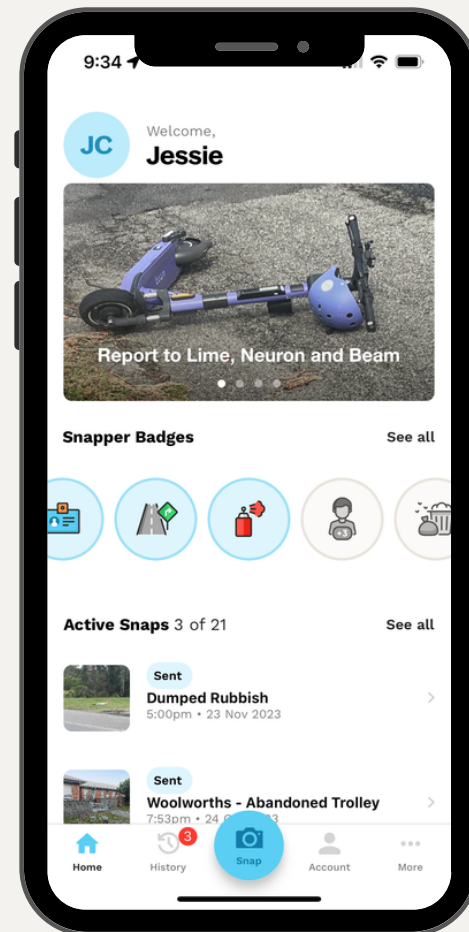 9:34
JC
Welcome,
Jessie
Report to Lime, Neuron and Beam
Snapper Badges
See all
+3
Active Snaps 3 of 21
See all
Sent
Dumped Rubbish
5:00pm • 23 Nov 2023
Sent
Woolworths - Abandoned Trolley
7:53pm • 24
3
Home
History
Snap
Account
More